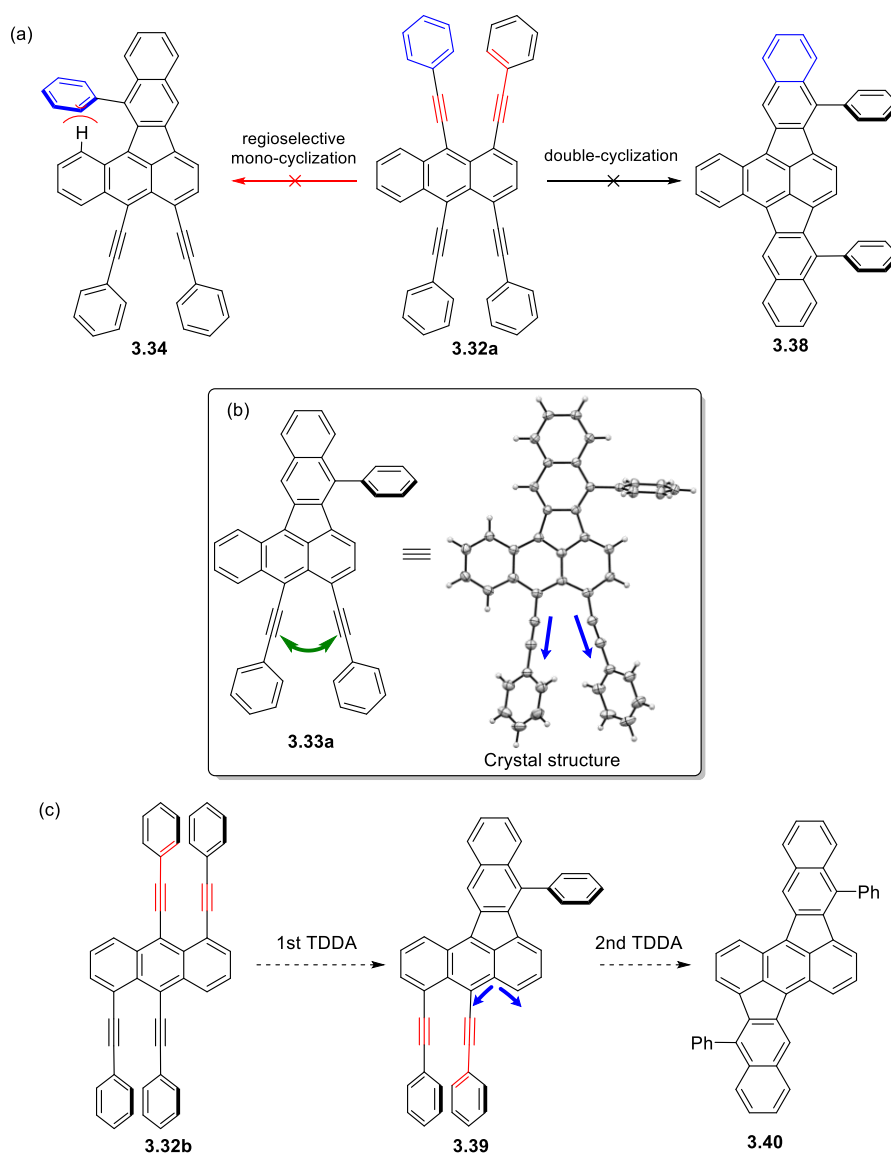 (a)
H
regioselective
mono-cyclization
double-cyclization
3.34
3.32a
3.38
(b)
3.33a
Crystal structure
(c)
1st TDDA
2nd TDDA
Ph
Ph
3.32b
3.39
3.40